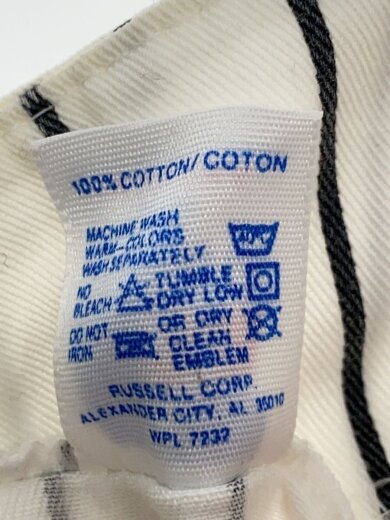 100% COTTON/COTON
MACHINE WASH
WARM-COLORS
WASH SEPARATELY
NO BLEACH
TUMBLE DRY LOW
DO NOT IRON
OR DRY CLEAN EMBLEM
RUSSELL CORP.
ALEXANDER CITY, AL 35010
WPL 7232